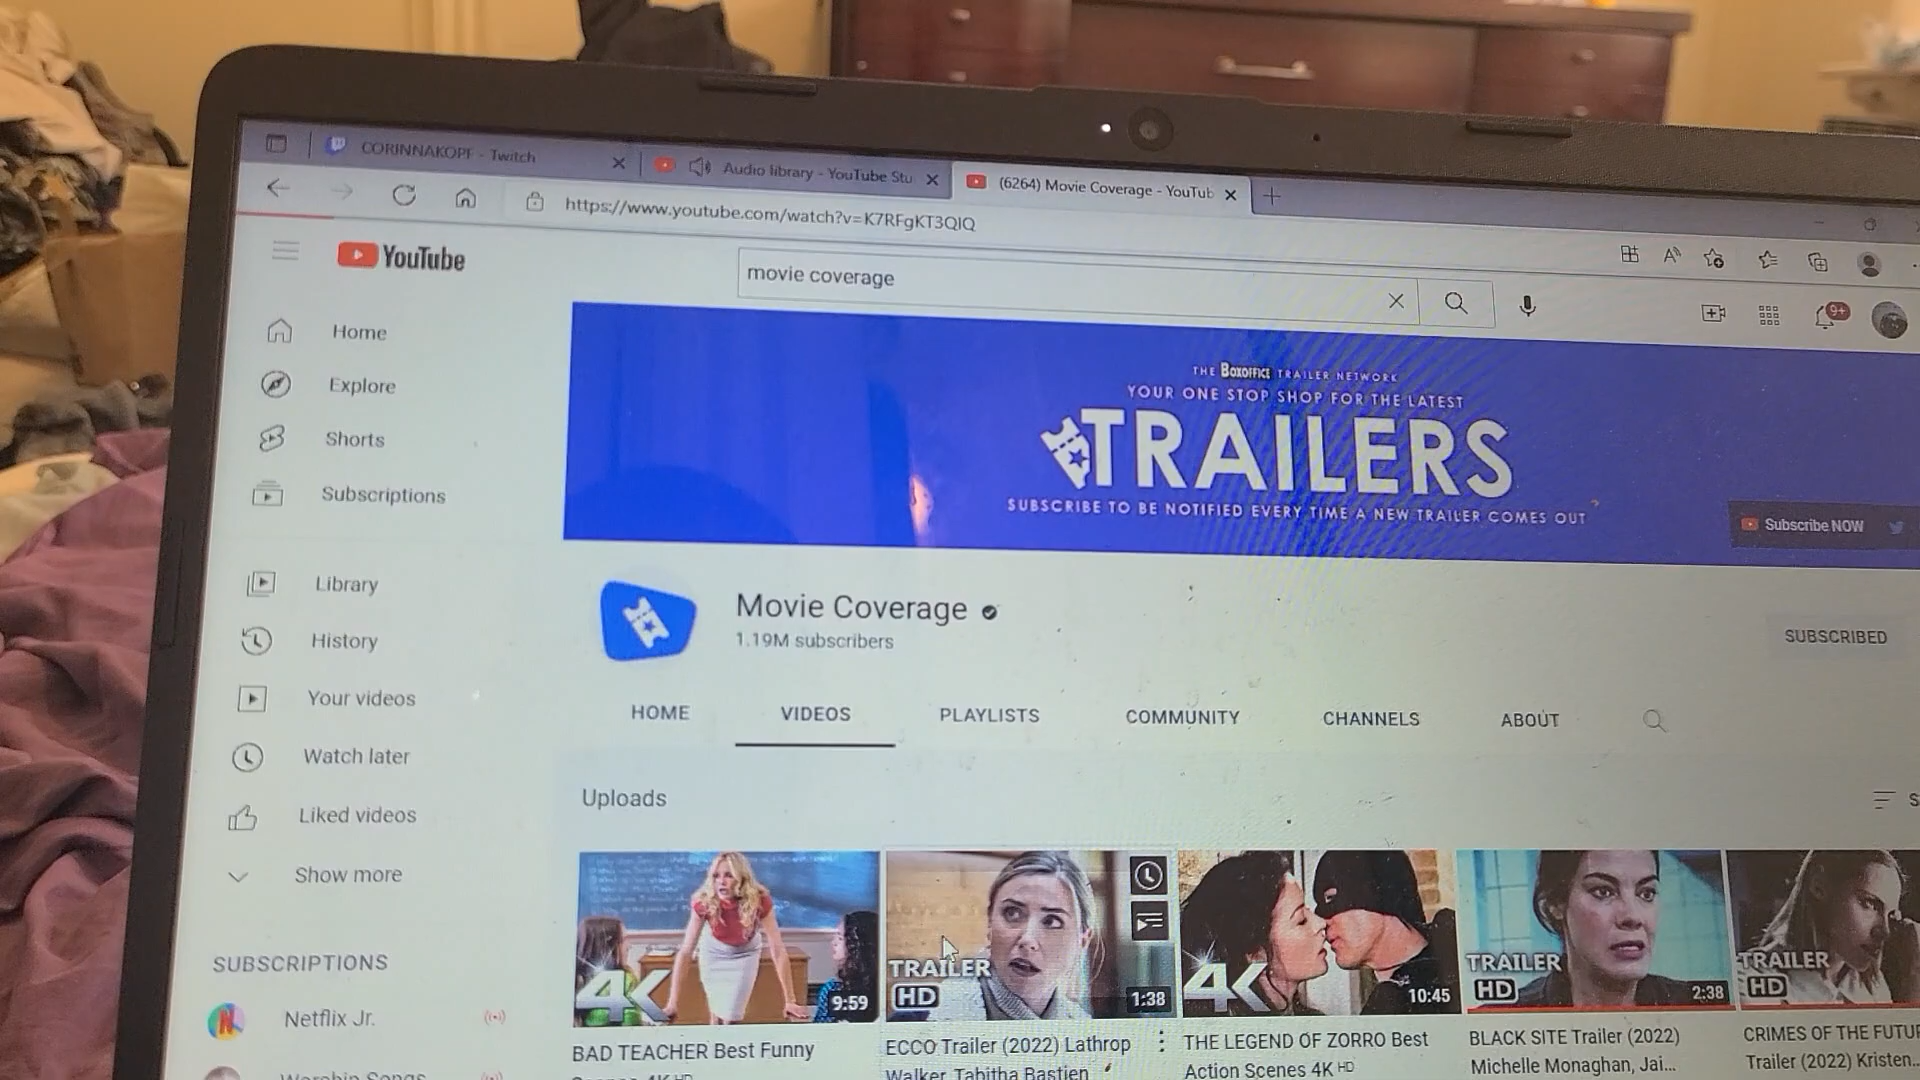 CORINNAKOPF - Twitch
Audio library - YouTube Stu
(6264) Movie Coverage - YouTub
https://www.youtube.com/watch?v=K7RFgKT3QIQ
YouTube
movie coverage
9+
Home
Explore
Shorts
Subscriptions
Library
History
Your videos
Watch later
Liked videos
Show more
SUBSCRIPTIONS
Netflix Jr.
THE BOXOFFICE TRAILER NETWORK
YOUR ONE STOP SHOP FOR THE LATEST
TRAILERS
SUBSCRIBE TO BE NOTIFIED EVERY TIME A NEW TRAILER COMES OUT
Subscribe NOW
Movie Coverage
1.19M subscribers
SUBSCRIBED
HOME
VIDEOS
PLAYLISTS
COMMUNITY
CHANNELS
ABOUT
Uploads
S
4K
9:59
TRAILER
HD
1:38
4K
10:45
TRAILER
HD
2:38
TRAILER
HD
BAD TEACHER Best Funny
ECCO Trailer (2022) Lathrop
Walker, Tabitha Bastien
THE LEGEND OF ZORRO Best
Action Scenes 4K HD
BLACK SITE Trailer (2022)
Michelle Monaghan, Jai...
CRIMES OF THE FUTU
Trailer (2022) Kristen...